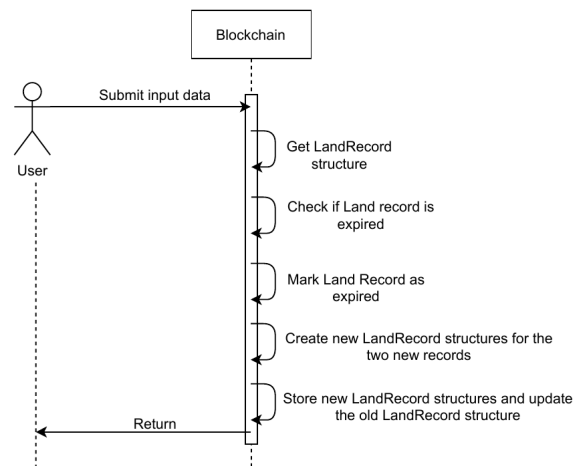 Blockchain
Submit input data
User
Get LandRecord
structure
Check if Land record is
expired
Mark Land Record as
expired
Create new LandRecord structures for the
two new records
Store new LandRecord structures and update
the old LandRecord structure
Return